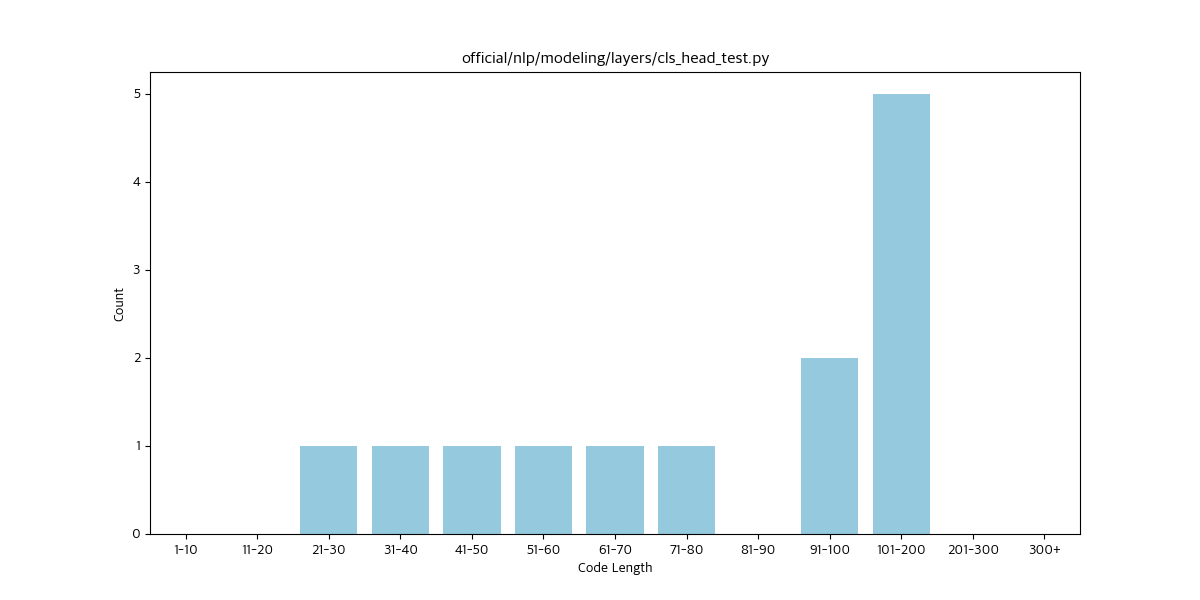 official/nlp/modeling/layers/cls_head_test.py
5
4
3
2
1
0
Count
1-10 11-20 21-30 31-40 41-50 51-60 61-70 71-80 81-90 91-100 101-200 201-300 300+
Code Length